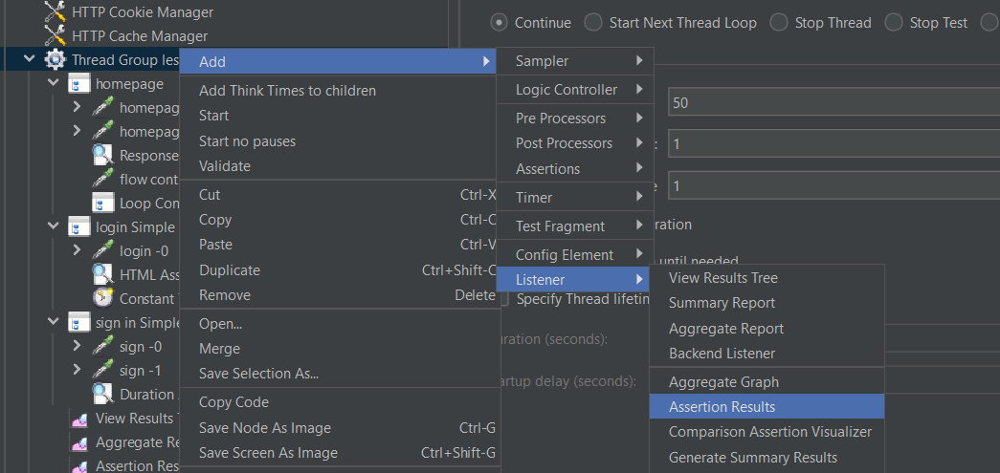 HTTP Cookie Manager
HTTP Cache Manager
Thread Group les
homepage
homepag
homepag
Response
flow cont
Loop Con
login Simple
login -0
HTML Ass
Constant
sign in Simple
sign -0
sign -1
Duration
View Results
Aggregate Re
Assertion Res
Add
Add Think Times to children
Start
Start no pauses
Validate
Cut Ctrl-X
Copy Ctrl-C
Paste Ctrl-V
Duplicate Ctrl+Shift-C
Remove Delete
Open...
Merge
Save Selection As...
Copy Code
Save Node As Image Ctrl-G
Save Screen As Image Ctrl+Shift-G
Sampler
Logic Controller
Pre Processors
Post Processors
Assertions
Timer
Test Fragment
Config Element
Listener
View Results Tree
Summary Report
Aggregate Report
Backend Listener
Aggregate Graph
Assertion Results
Comparison Assertion Visualizer
Generate Summary Results
Continue Start Next Thread Loop Stop Thread Stop Test
50
: 1
1
ration
until needed
Specify Thread lifetin
uration (seconds):
artup delay (seconds):